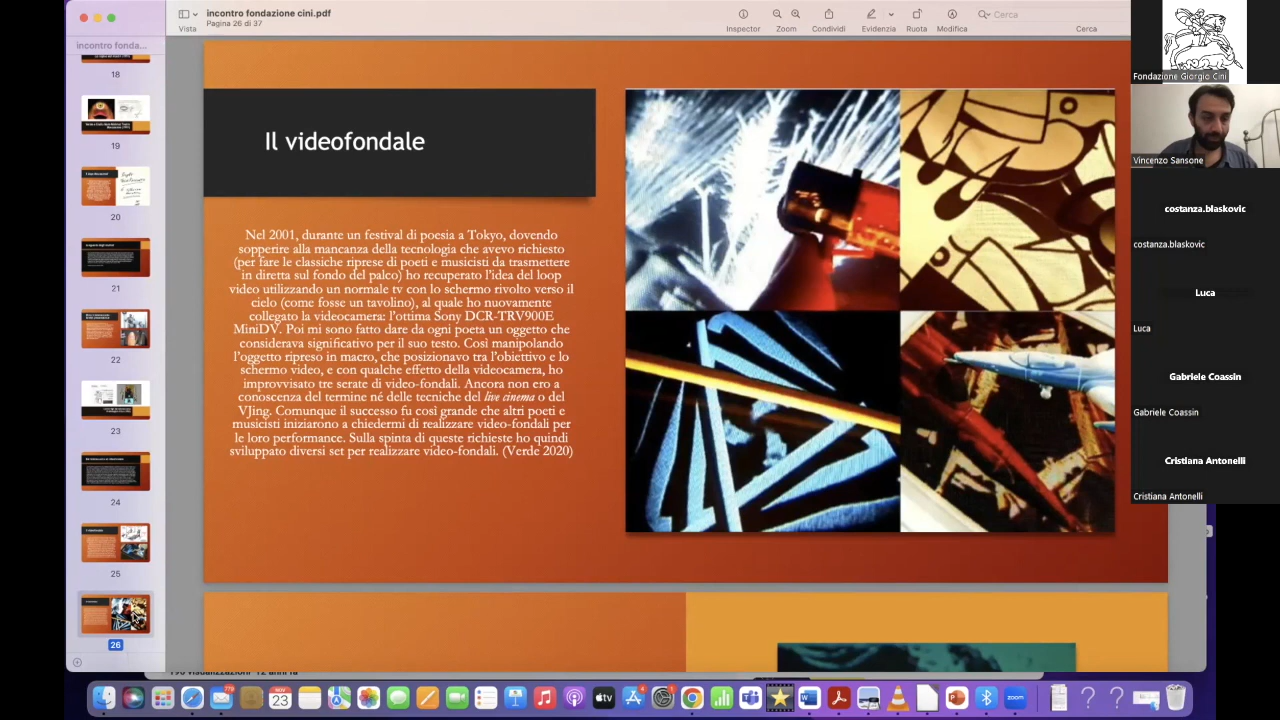 incontro fondazione cini.pdf
Pagina 26 di 37
Vista
Inspector
Zoom
Condividi
Evidenzia
Ruota
Modifica
Cerca
Cerca
incontro fonda...
18
19
20
21
22
23
24
25
26
Il videofondale
Nel 2001, durante un festival di poesia a Tokyo, dovendo
sopperire alla mancanza della tecnologia che avevo richiesto
(per fare le classiche riprese di poeti e musicisti da trasmettere
in diretta sul fondo del palco) ho recuperato l'idea del loop
video utilizzando un normale tv con lo schermo rivolto verso il
cielo (come fosse un tavolino), al quale ho nuovamente
collegato la videocamera: l'ottima Sony DCR-TRV900E
MiniDV. Poi mi sono fatto dare da ogni poeta un oggetto che
considerava significativo per il suo testo. Così manipolando
l'oggetto ripreso in macro, che posizionavo tra l'obiettivo e lo
schermo video, e con qualche effetto della videocamera, ho
improvvisato tre serate di video-fondali. Ancora non ero a
conoscenza del termine né delle tecniche del live cinema o del
VJing. Comunque il successo fu così grande che altri poeti e
musicisti iniziarono a chiedermi di realizzare video-fondali per
le loro performance. Sulla spinta di queste richieste ho quindi
sviluppato diversi set per realizzare video-fondali. (Verde 2020)
Fondazione Giorgio Cini
Vincenzo Sansone
costanza.blaskovic
costanza.blaskovic
Luca
Luca
Gabriele Coassin
Gabriele Coassin
Cristiana Antonelli
Cristiana Antonelli
NOV
23
tv
zoom